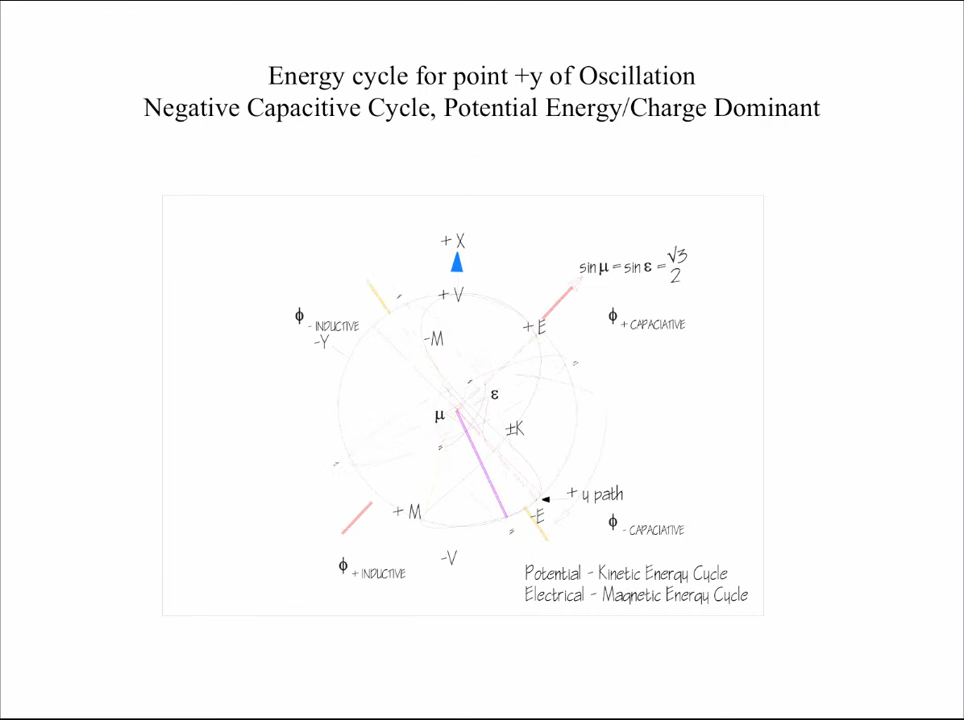 Energy cycle for point +y of Oscillation
Negative Capacitive Cycle, Potential Energy/Charge Dominant
+ X
sin μ = sin ε = √3/2
+ V
ϕ - INDUCTIVE
-Y
+ E
ϕ + CAPACIATIVE
-M
ε
μ
±K
+ y path
+ M
-E
ϕ - CAPACIATIVE
-V
ϕ + INDUCTIVE
Potential - Kinetic Energy Cycle
Electrical - Magnetic Energy Cycle